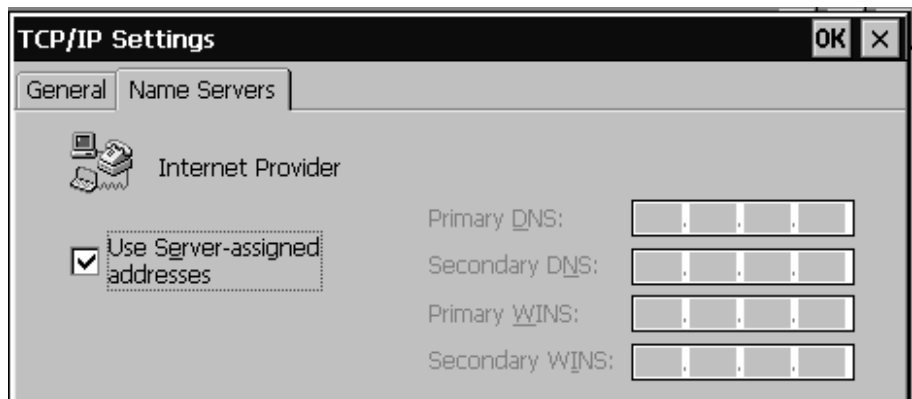 TCP/IP Settings
OK ×
General Name Servers
Internet Provider
Use Server-assigned
addresses
Primary DNS:
Secondary DNS:
Primary WINS:
Secondary WINS: